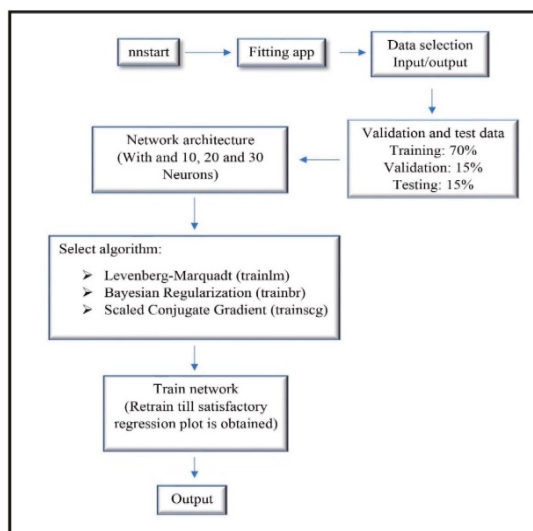 nnstart
Fitting app
Data selection
Input/output
Validation and test data
Training: 70%
Validation: 15%
Testing: 15%
Network architecture
(With and 10, 20 and 30
Neurons)
Select algorithm:
➤ Levenberg-Marquadt (trainlm)
➤ Bayesian Regularization (trainbr)
➤ Scaled Conjugate Gradient (trainscg)
Train network
(Retrain till satisfactory
regression plot is obtained)
Output